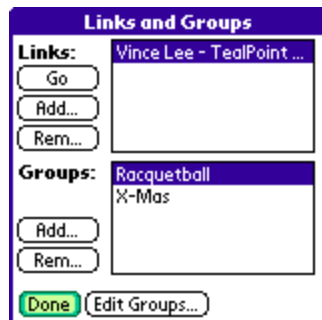 Links and Groups
Links:
Vince Lee - TealPoint ...
Go
Add...
Rem...
Groups:
Racquetball
X-Mas
Add...
Rem...
Done
Edit Groups...